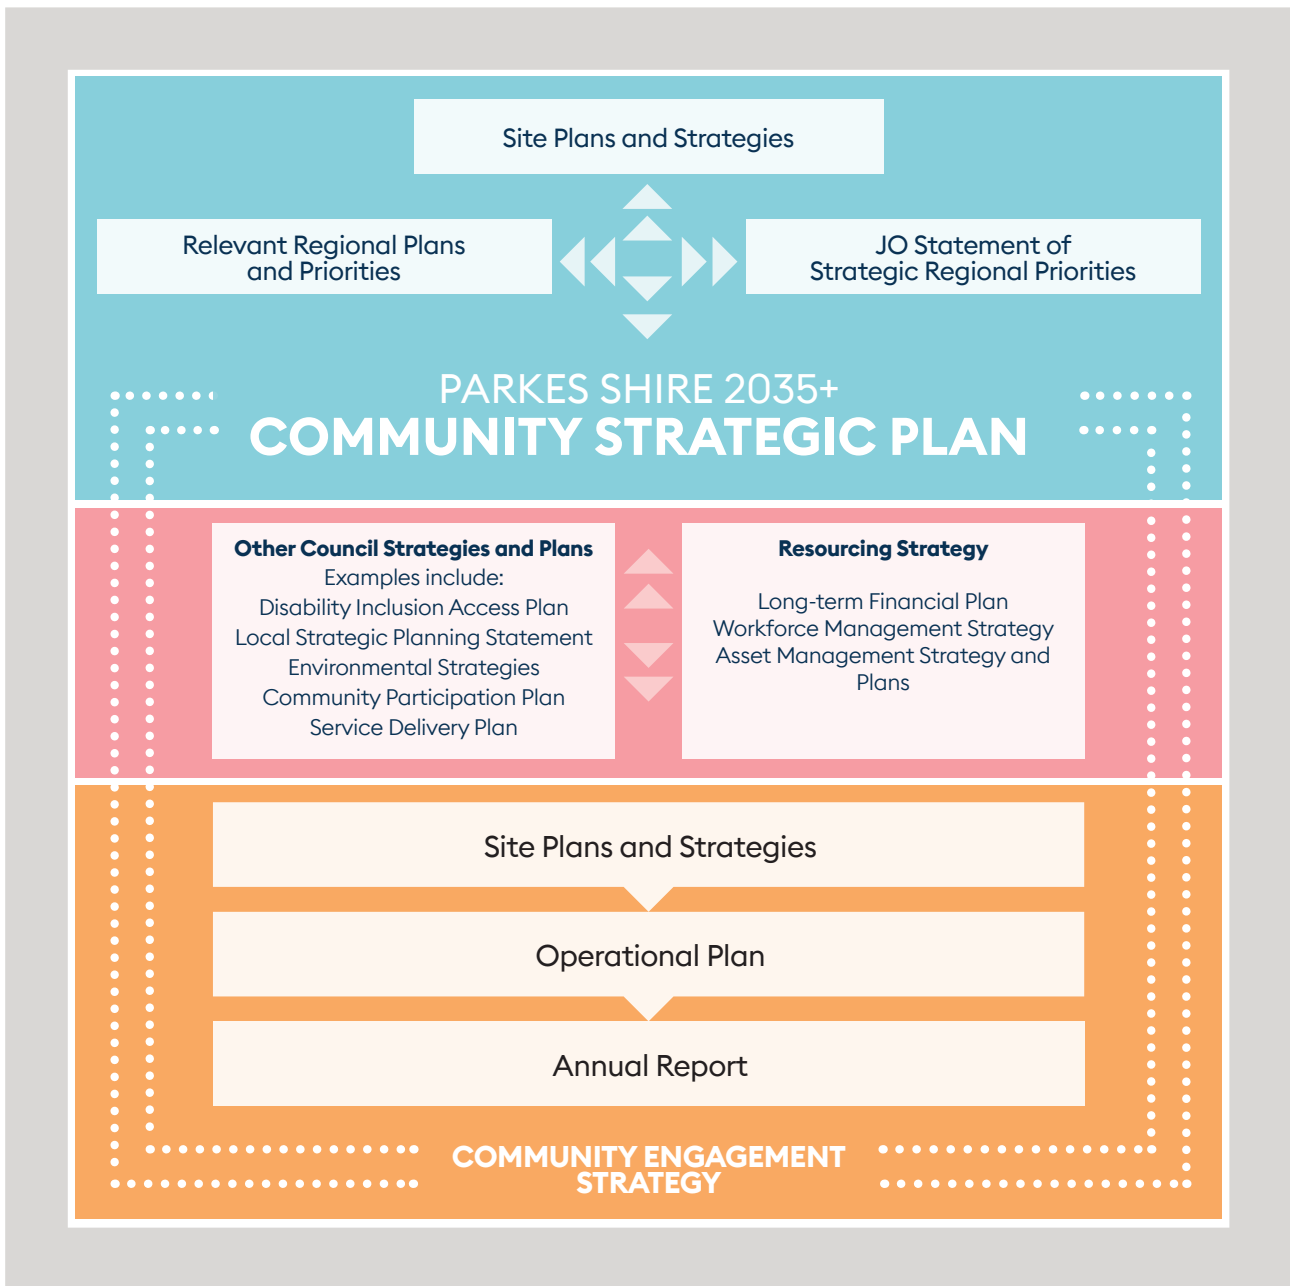 Site Plans and Strategies
Relevant Regional Plans
and Priorities
JO Statement of
Strategic Regional Priorities
PARKES SHIRE 2035+
COMMUNITY STRATEGIC PLAN
Other Council Strategies and Plans
Examples include:
Disability Inclusion Access Plan
Local Strategic Planning Statement
Environmental Strategies
Community Participation Plan
Service Delivery Plan
Resourcing Strategy
Long-term Financial Plan
Workforce Management Strategy
Asset Management Strategy and
Plans
Site Plans and Strategies
Operational Plan
Annual Report
COMMUNITY ENGAGEMENT
STRATEGY